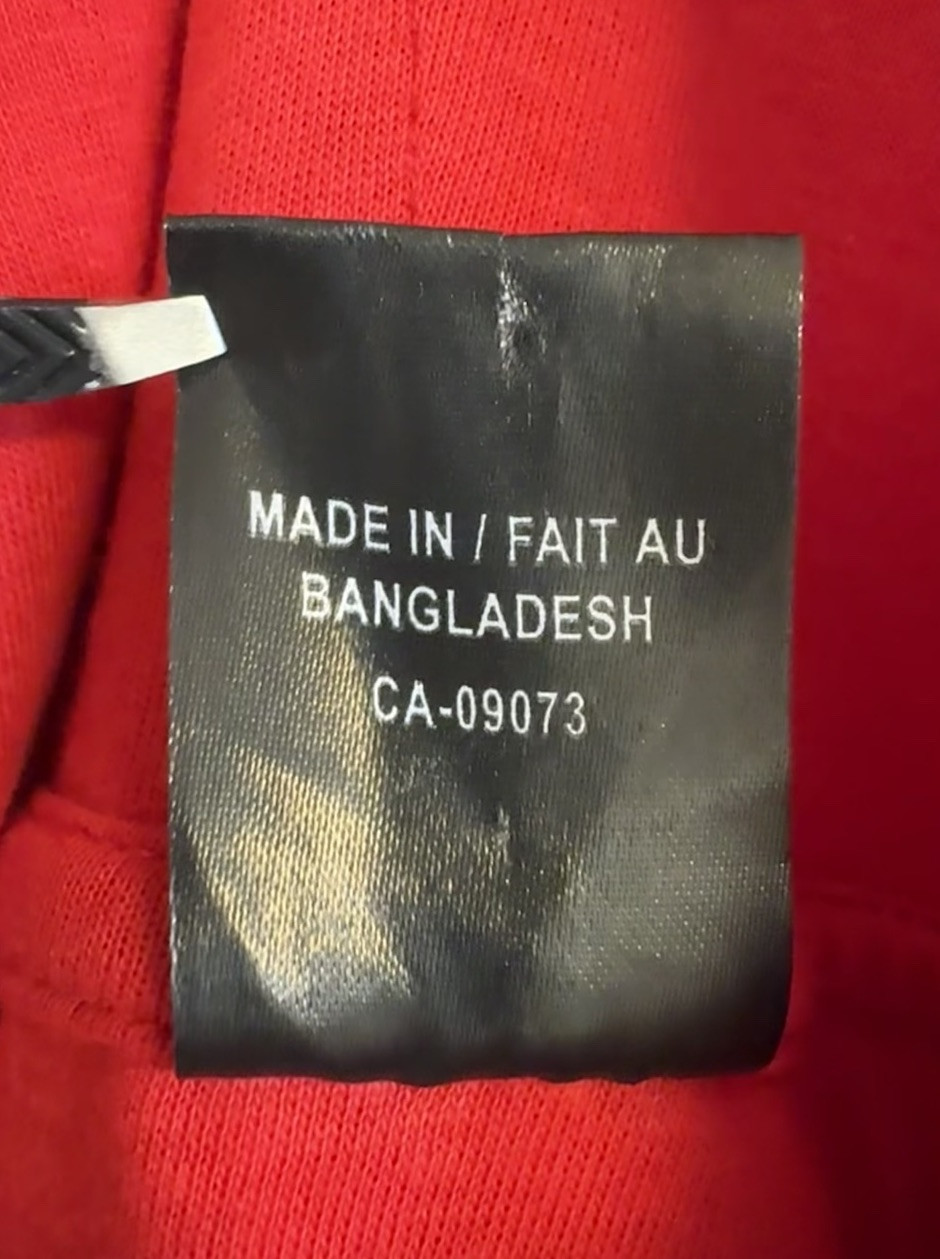 MADE IN / FAIT AU
BANGLADESH
CA-09073